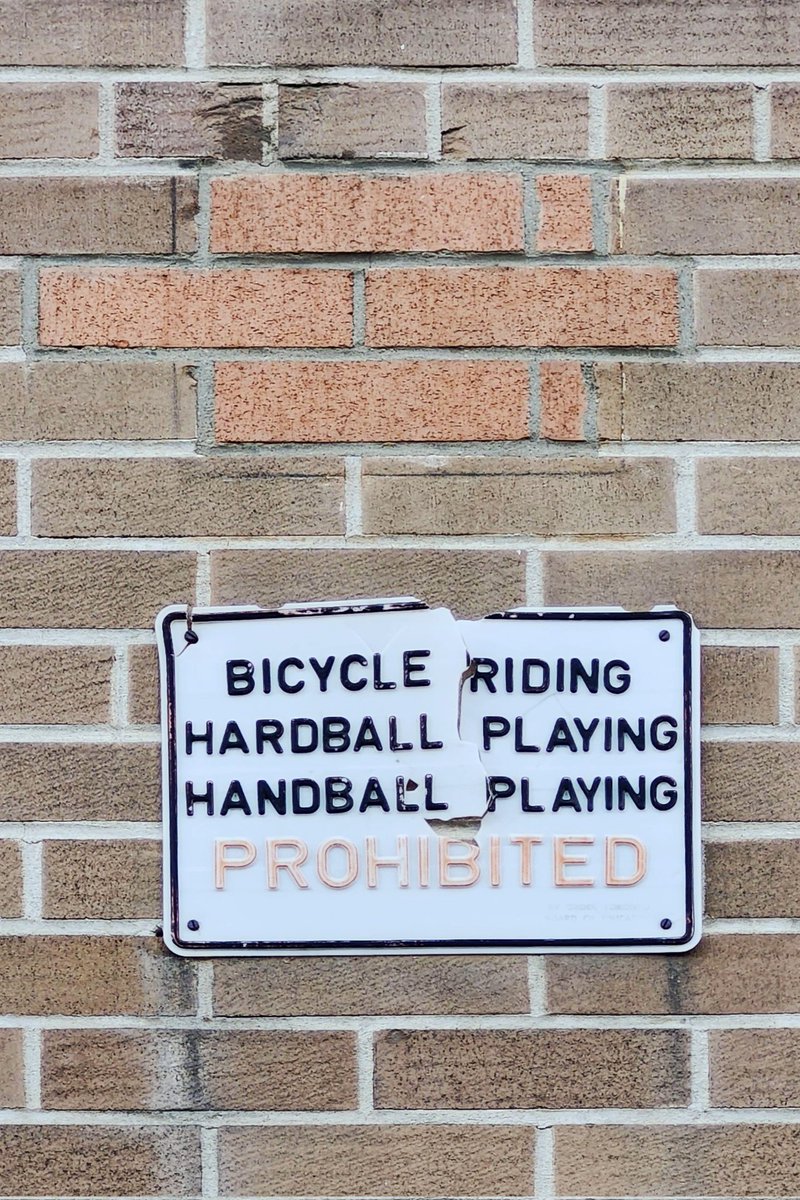 BICYCLE RIDING
HARDBALL PLAYING
HANDBALL PLAYING
PROHIBITED